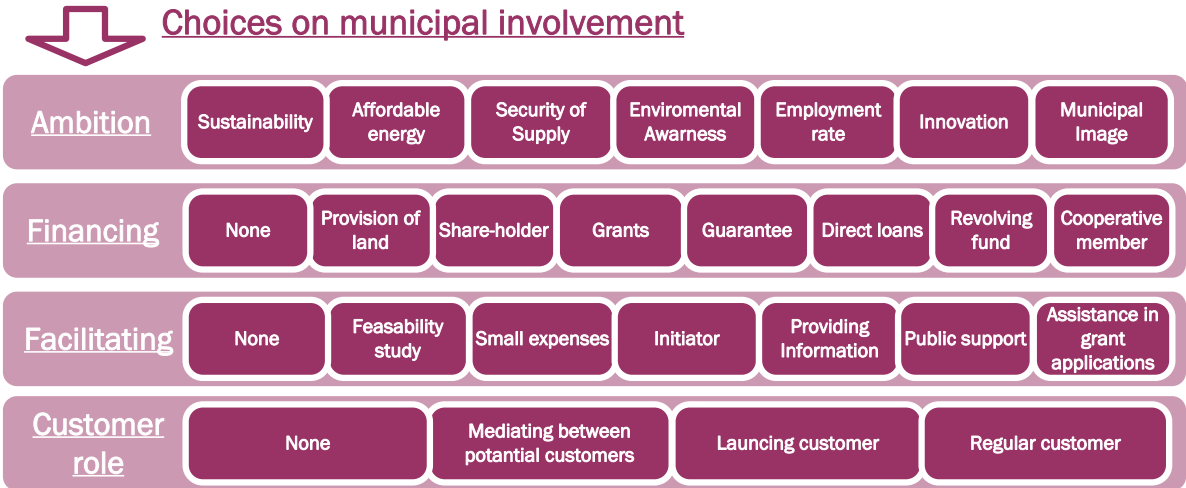 Choices on municipal involvement
Ambition
Sustainability
Affordable
energy
Security of
Supply
Enviromental
Awarness
Employment
rate
Innovation
Municipal
Image
Financing
None
Provision of
land
Share-holder
Grants
Guarantee
Direct loans
Revolving
fund
Cooperative
member
Facilitating
None
Feasability
study
Small expenses
Initiator
Providing
Information
Public support
Assistance in
grant
applications
Customer
role
None
Mediating between
potantial customers
Launcing customer
Regular customer